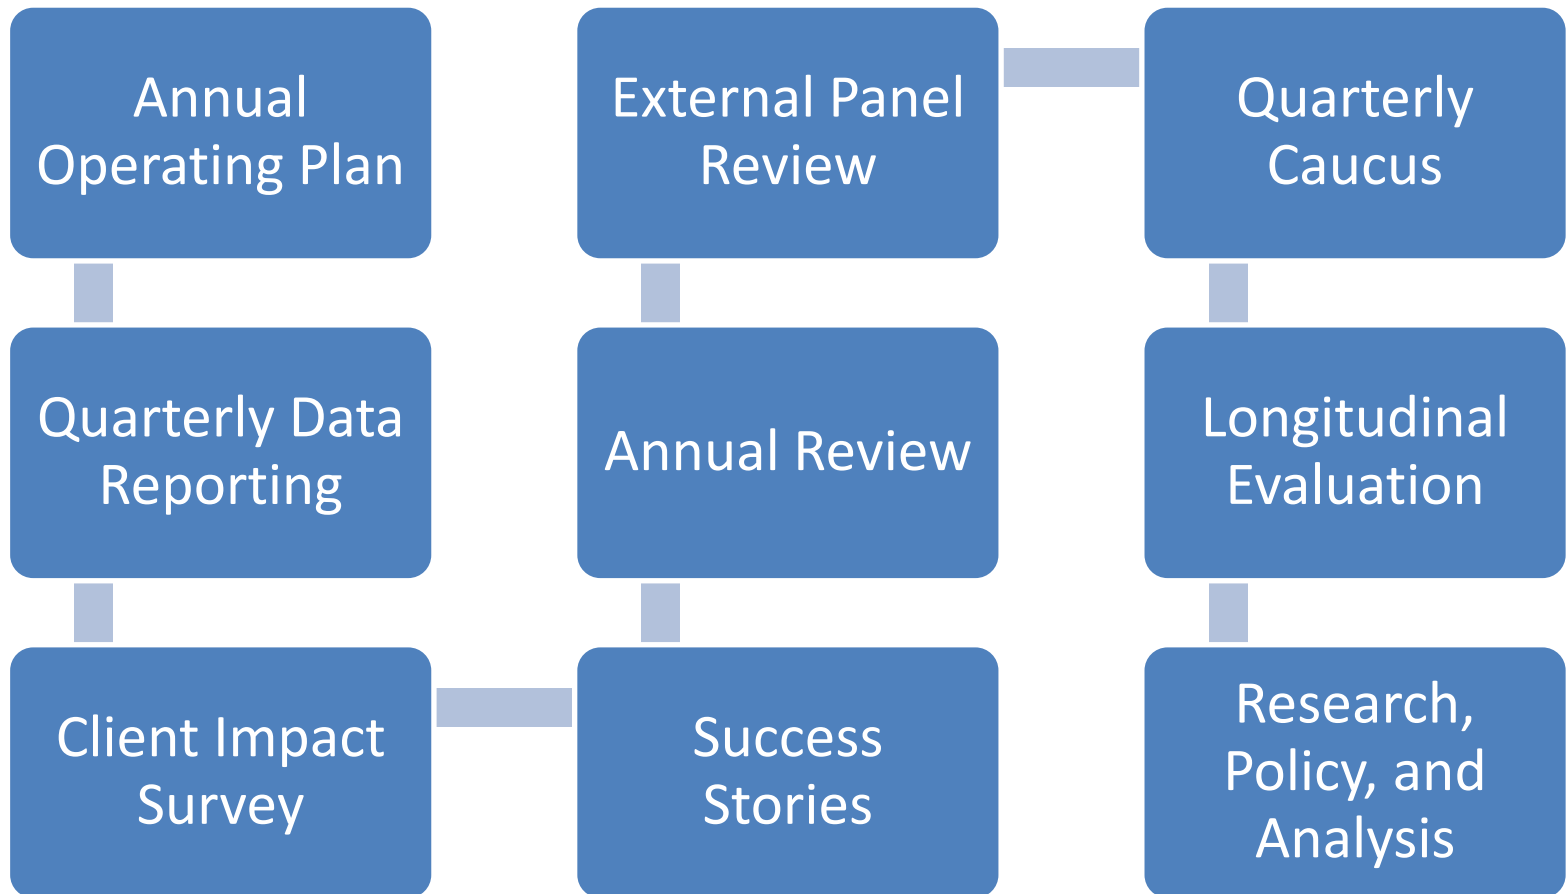 Annual
Operating Plan
Quarterly Data
Reporting
Client Impact
Survey
Success
Stories
Annual Review
External Panel
Review
Quarterly
Caucus
Longitudinal
Evaluation
Research,
Policy, and
Analysis